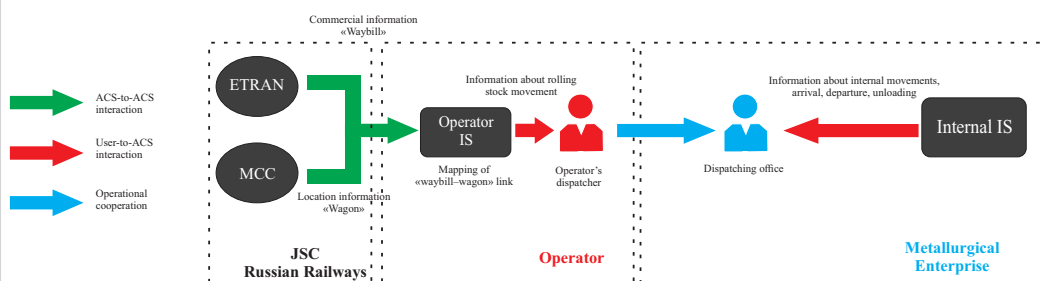 Commercial information
«Waybill»
ACS-to-ACS
interaction
User-to-ACS
interaction
Operational
cooperation
ETRAN
MCC
Location information
«Wagon»
JSC
Russian Railways
Information about rolling
stock movement
Operator
IS
Mapping of
«waybill–wagon» link
Operator's
dispatcher
Operator
Information about internal movements,
arrival, departure, unloading
Dispatching office
Internal IS
Metallurgical
Enterprise